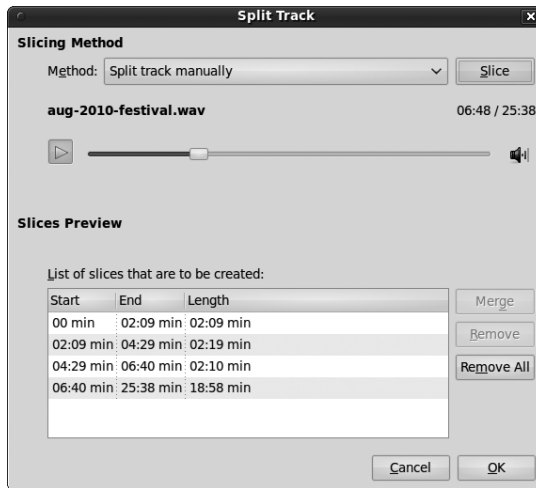 Split Track
Slicing Method
Method: Split track manually Slice
aug-2010-festival.wav 06:48 / 25:38
Slices Preview
List of slices that are to be created:
Start End Length
00 min 02:09 min 02:09 min
02:09 min 04:29 min 02:19 min
04:29 min 06:40 min 02:10 min
06:40 min 25:38 min 18:58 min
Merge
Remove
Remove All
Cancel OK